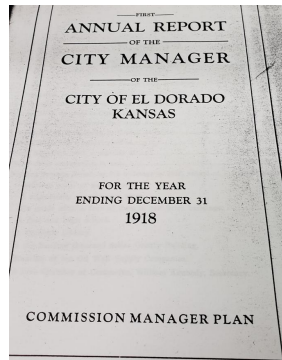 FIRST
ANNUAL REPORT
OF THE
CITY MANAGER
OF THE
CITY OF EL DORADO
KANSAS
FOR THE YEAR
ENDING DECEMBER 31
1918
COMMISSION MANAGER PLAN